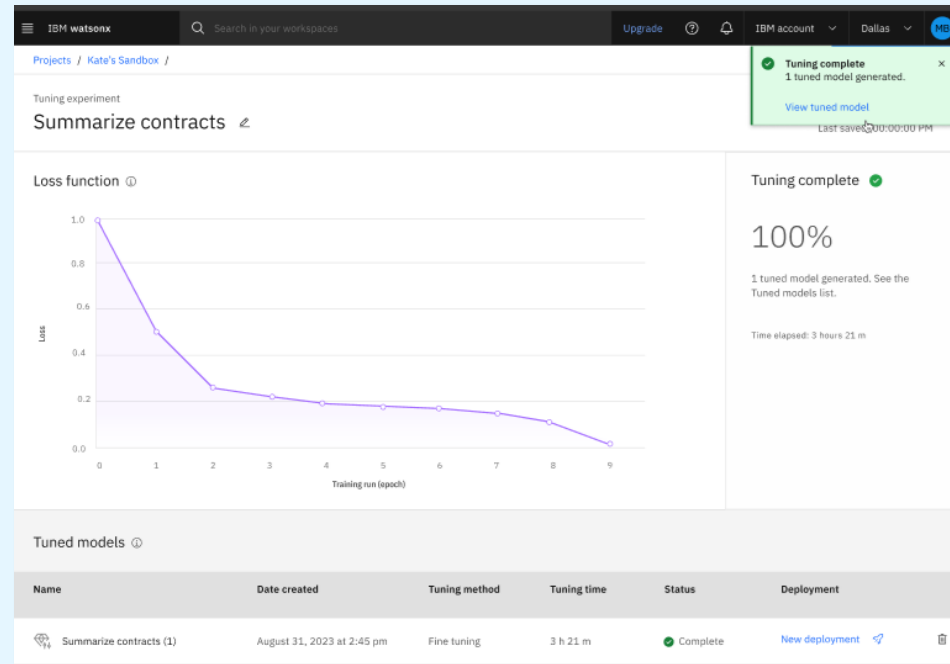 IBM watsonx
Search in your workspaces
Upgrade
IBM account
Dallas
MB
Projects / Kate's Sandbox /
Tuning complete
1 tuned model generated.
View tuned model
Tuning experiment
Summarize contracts
Last saved 00:00:00 PM
Loss function
Tuning complete
1.0
0.8
0.6
0.4
0.2
0.0
Loss
0 1 2 3 4 5 6 7 8 9
Training run (epoch)
100%
1 tuned model generated. See the
Tuned models list.
Time elapsed: 3 hours 21 m
Tuned models
Name Date created Tuning method Tuning time Status Deployment
Summarize contracts (1) August 31, 2023 at 2:45 pm Fine tuning 3 h 21 m Complete New deployment